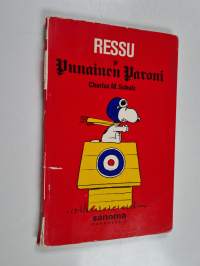 RESSU
ja
Punainen Paroni
Charles M. Schulz
sanoma